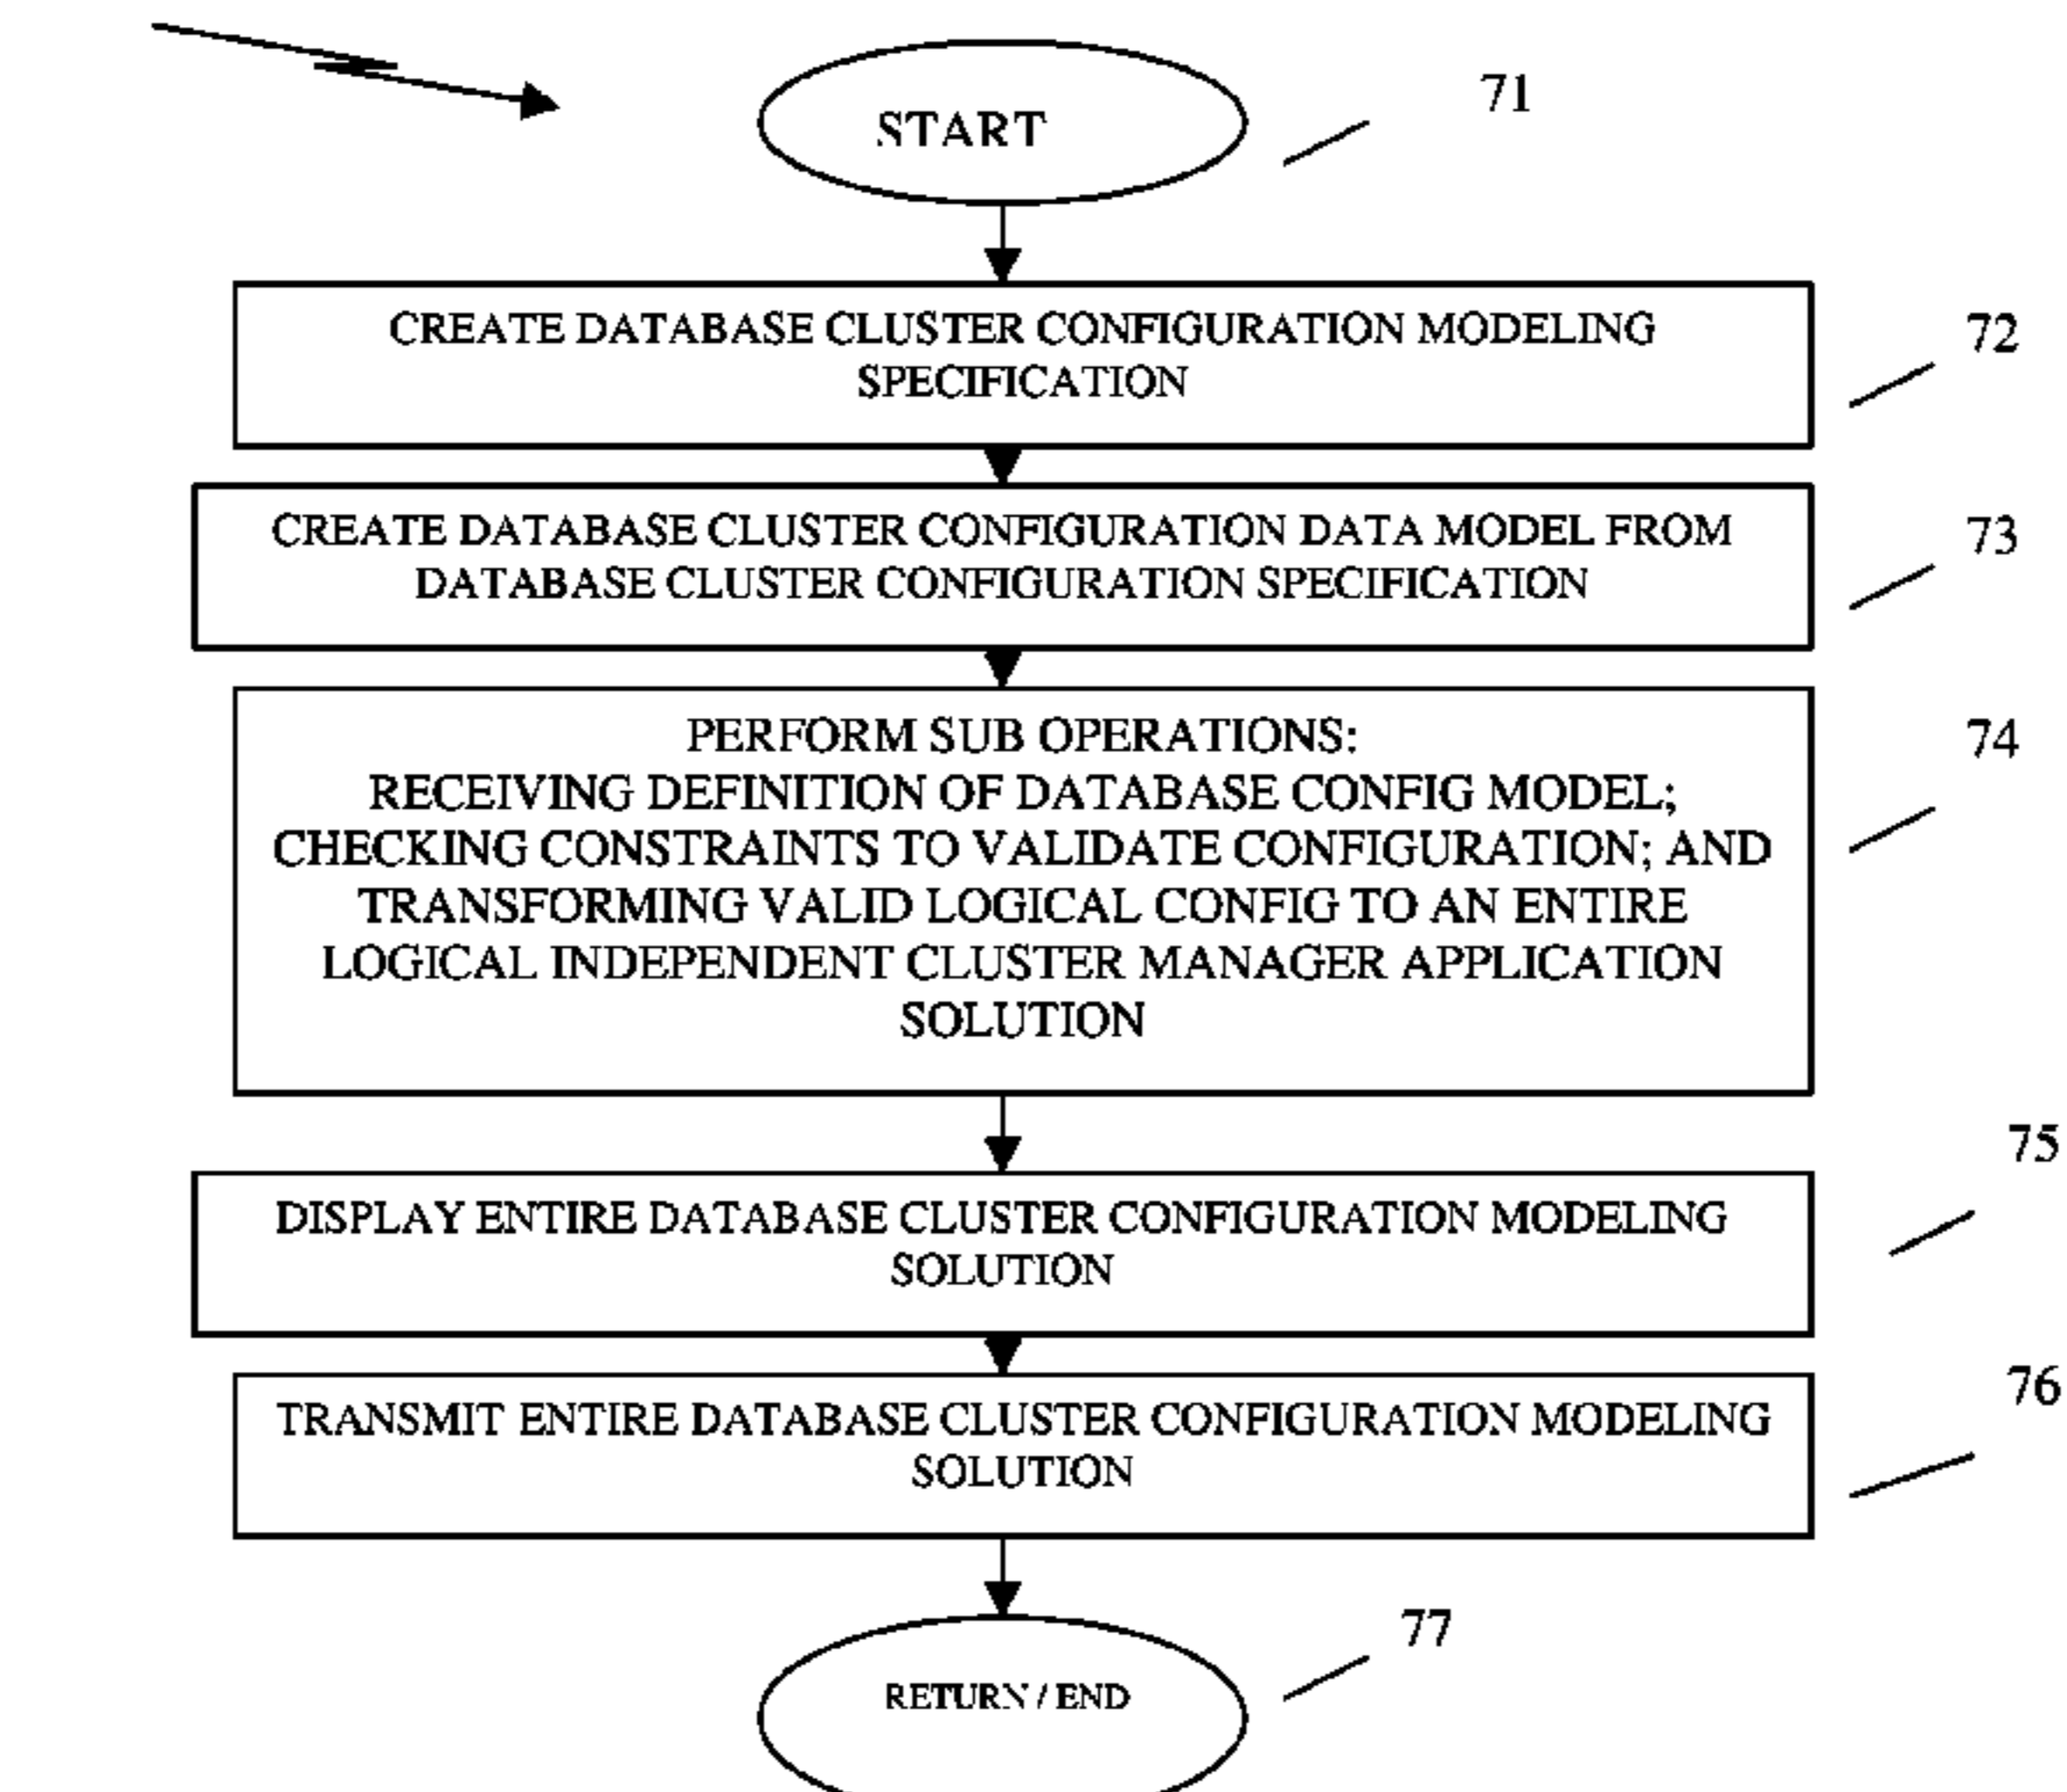 START
71
CREATE DATABASE CLUSTER CONFIGURATION MODELING
SPECIFICATION
72
CREATE DATABASE CLUSTER CONFIGURATION DATA MODEL FROM
DATABASE CLUSTER CONFIGURATION SPECIFICATION
73
PERFORM SUB OPERATIONS:
RECEIVING DEFINITION OF DATABASE CONFIG MODEL;
CHECKING CONSTRAINTS TO VALIDATE CONFIGURATION; AND
TRANSFORMING VALID LOGICAL CONFIG TO AN ENTIRE
LOGICAL INDEPENDENT CLUSTER MANAGER APPLICATION
SOLUTION
74
DISPLAY ENTIRE DATABASE CLUSTER CONFIGURATION MODELING
SOLUTION
75
TRANSMIT ENTIRE DATABASE CLUSTER CONFIGURATION MODELING
SOLUTION
76
RETURN / END
77